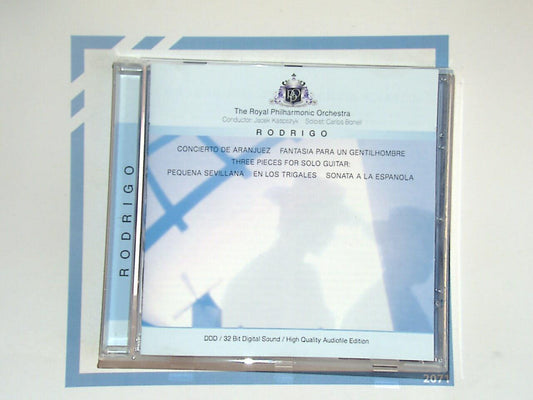 The Royal Philharmonic Orchestra
Conductor: Jacek Kaspszyk Soloist: Carlos Bonell
RODRIGO
CONCIERTO DE ARANJUEZ FANTASIA PARA UN GENTILHOMBRE
THREE PIECES FOR SOLO GUITAR:
PEQUENA SEVILLANA EN LOS TRIGALES SONATA A LA ESPANOLA
RODRIGO
DDD / 32 Bit Digital Sound / High Quality Audiofile Edition
2071